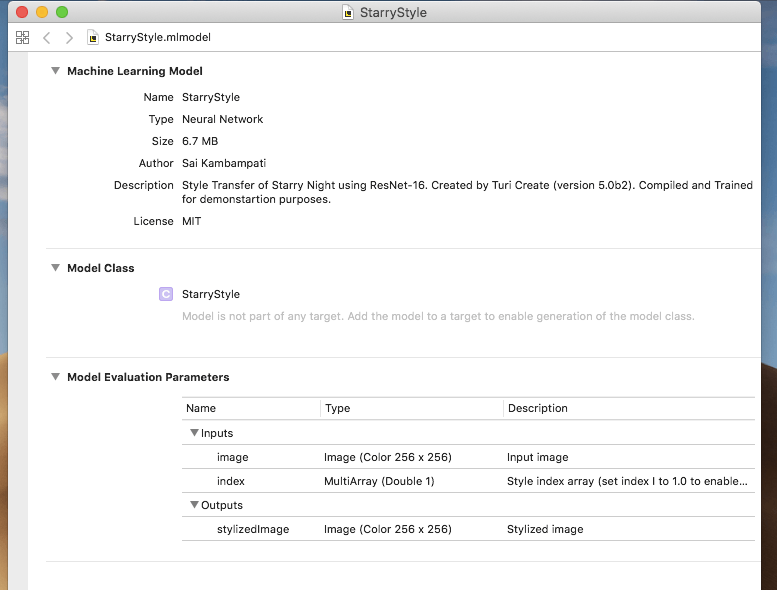 StarryStyle
StarryStyle.mlmodel
Machine Learning Model
Name StarryStyle
Type Neural Network
Size 6.7 MB
Author Sai Kambampati
Description Style Transfer of Starry Night using ResNet-16. Created by Turi Create (version 5.0b2). Compiled and Trained
for demonstartion purposes.
License MIT
Model Class
C StarryStyle
Model is not part of any target. Add the model to a target to enable generation of the model class.
Model Evaluation Parameters
Name Type Description
Inputs
image Image (Color 256 x 256) Input image
index MultiArray (Double 1) Style index array (set index I to 1.0 to enable...
Outputs
stylizedImage Image (Color 256 x 256) Stylized image